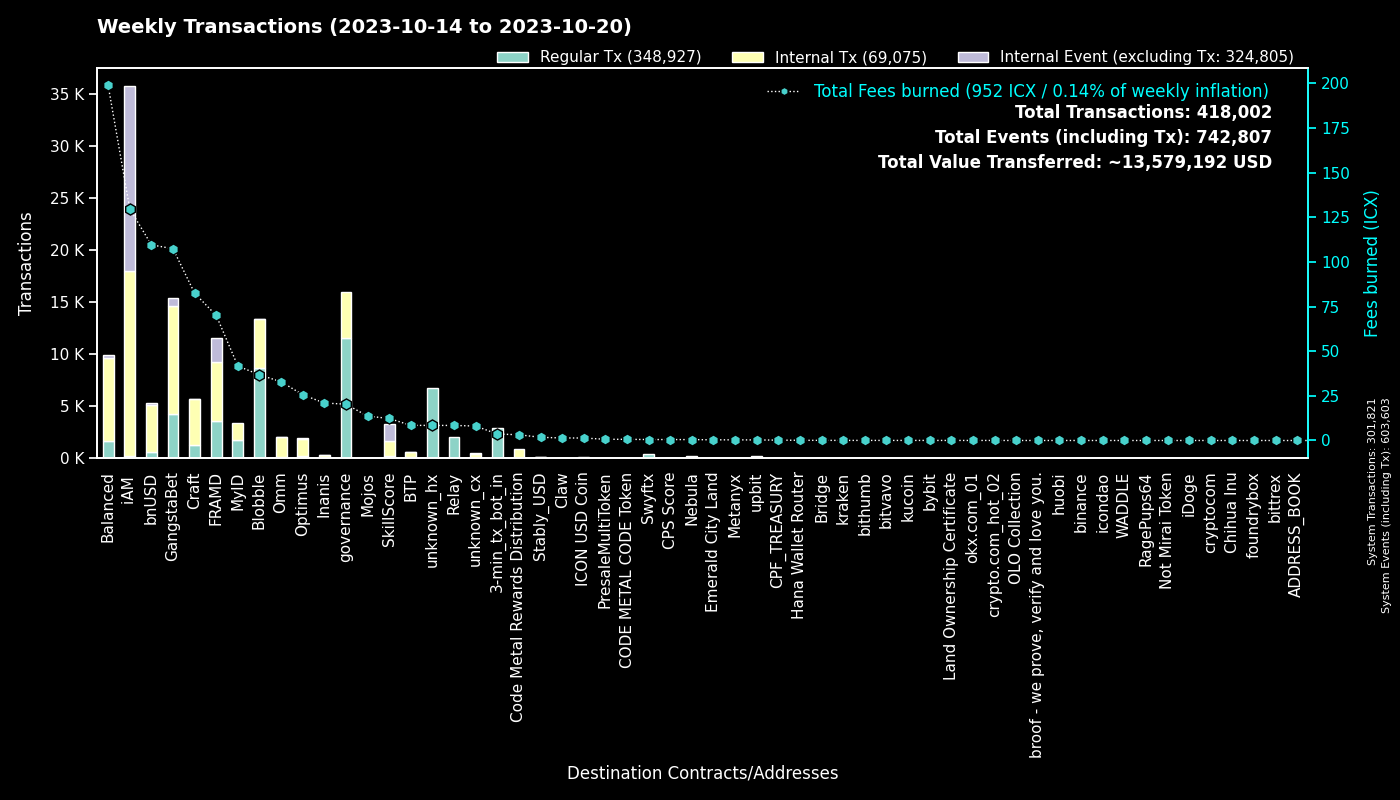 Weekly Transactions (2023-10-14 to 2023-10-20)
Regular Tx (348,927)
Internal Tx (69,075)
Internal Event (excluding Tx: 324,805)
Total Fees burned (952 ICX / 0.14% of weekly inflation)
Total Transactions: 418,002
Total Events (including Tx): 742,807
Total Value Transferred: ~13,579,192 USD
Transactions
35 K
30 K
25 K
20 K
15 K
10 K
5 K
0 K
200
175
150
125
100
75
50
25
0
Fees burned (ICX)
Balanced
iAM
bnUSD
GangstaBet
Craft
FRAMD
MyID
Blobble
Omm
Optimus
Inanis
governance
Mojos
SkillScore
BTP
unknown_hx
Relay
unknown_cx
3-min_tx_bot_in
Code Metal Rewards Distribution
Stably_USD
Claw
ICON USD Coin
PresaleMultiToken
CODE METAL CODE Token
Swyftx
CPS Score
Nebula
Emerald City Land
Metanyx
upbit
CPF_TREASURY
Hana Wallet Router
Bridge
kraken
bithumb
bitvavo
kucoin
bybit
Land Ownership Certificate
okx.com_01
crypto.com_hot_02
OLO Collection
broof - we prove, verify and love you.
huobi
binance
icondao
WADDLE
RagePups64
Not Mirai Token
iDoge
cryptocom
Chihua Inu
foundrybox
bittrex
ADDRESS_BOOK
Destination Contracts/Addresses
System Transactions: 301,821
System Events (including Tx): 603,603